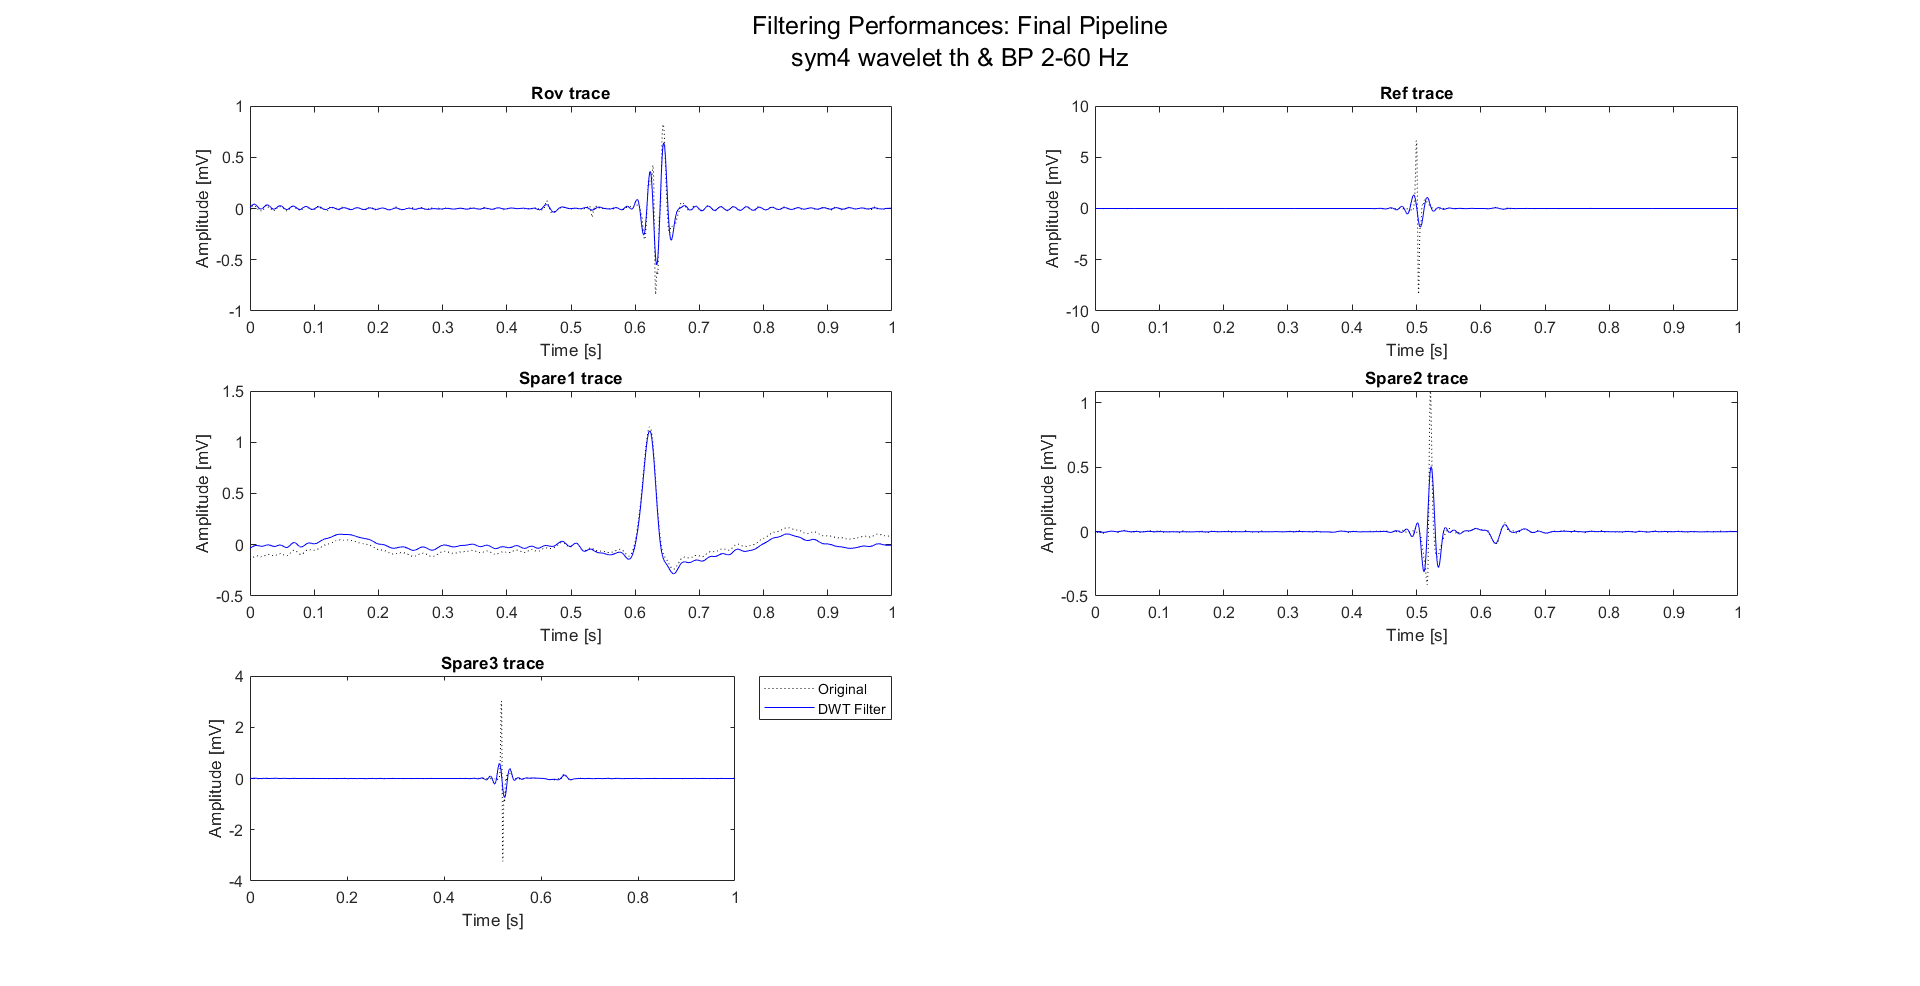 Filtering Performances: Final Pipeline
sym4 wavelet th & BP 2-60 Hz
Rov trace
1
0.5
0
-0.5
-1
Amplitude [mV]
0 0.1 0.2 0.3 0.4 0.5 0.6 0.7 0.8 0.9 1
Time [s]
Ref trace
10
5
0
-5
-10
Amplitude [mV]
0 0.1 0.2 0.3 0.4 0.5 0.6 0.7 0.8 0.9 1
Time [s]
Spare1 trace
1.5
1
0.5
0
-0.5
Amplitude [mV]
0 0.1 0.2 0.3 0.4 0.5 0.6 0.7 0.8 0.9 1
Time [s]
Spare2 trace
1
0.5
0
-0.5
Amplitude [mV]
0 0.1 0.2 0.3 0.4 0.5 0.6 0.7 0.8 0.9 1
Time [s]
Spare3 trace
4
2
0
-2
-4
Amplitude [mV]
0 0.2 0.4 0.6 0.8 1
Time [s]
Original
DWT Filter